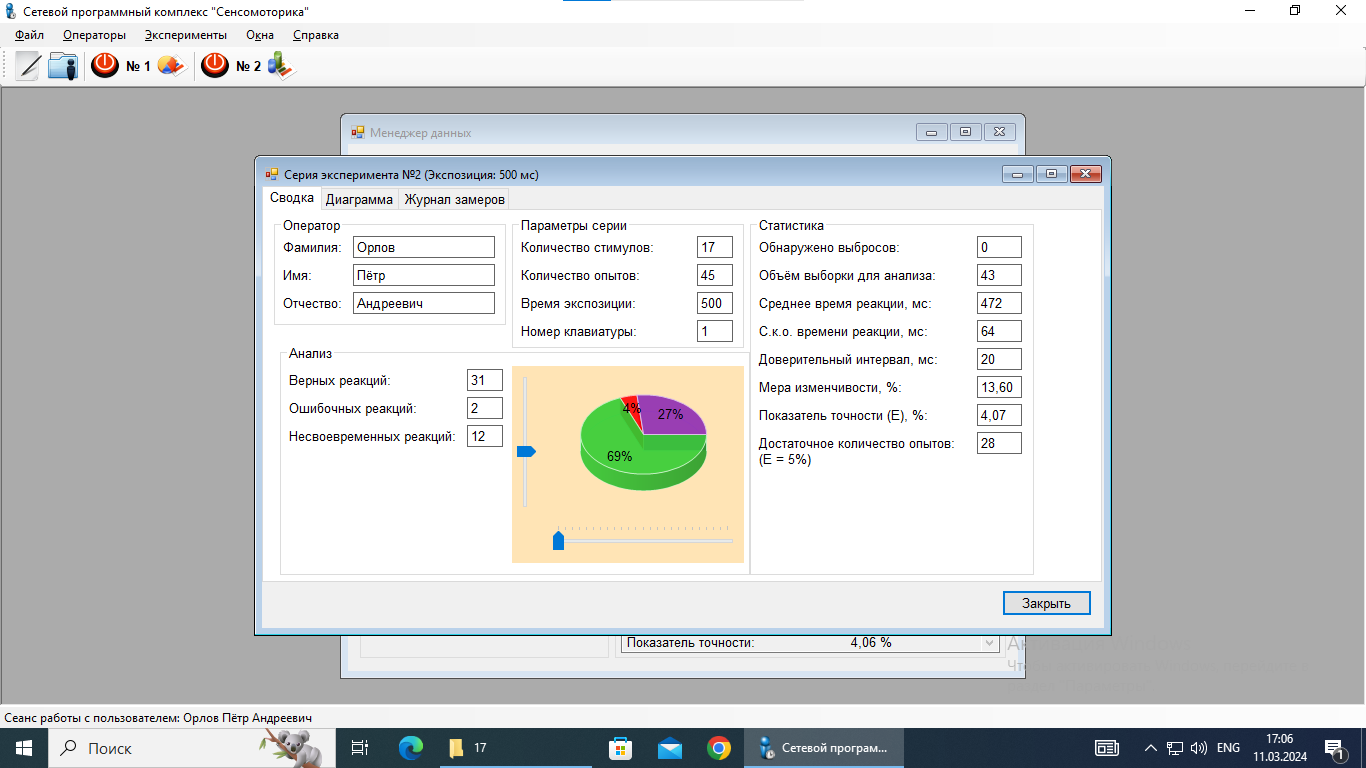 Сетевой программный комплекс "Сенсомоторика"
Файл Операторы Эксперименты Окна Справка
№ 1 № 2
Менеджер данных
Серия эксперимента №2 (Экспозиция: 500 мс)
Сводка Диаграмма Журнал замеров
Оператор
Фамилия: Орлов
Имя: Пётр
Отчество: Андреевич
Параметры серии
Количество стимулов: 17
Количество опытов: 45
Время экспозиции: 500
Номер клавиатуры: 1
Статистика
Обнаружено выбросов: 0
Объём выборки для анализа: 43
Среднее время реакции, мс: 472
С.к.о. времени реакции, мс: 64
Доверительный интервал, мс: 20
Мера изменчивости, %: 13,60
Показатель точности (E), %: 4,07
Достаточное количество опытов: 28
(E = 5%)
Анализ
Верных реакций: 31
Ошибочных реакций: 2
Несвоевременных реакций: 12
4%
27%
69%
Закрыть
Показатель точности: 4,06 %
Сеанс работы с пользователем: Орлов Пётр Андреевич
Поиск
17
Сетевой програм...
ENG
17:06
11.03.2024
1